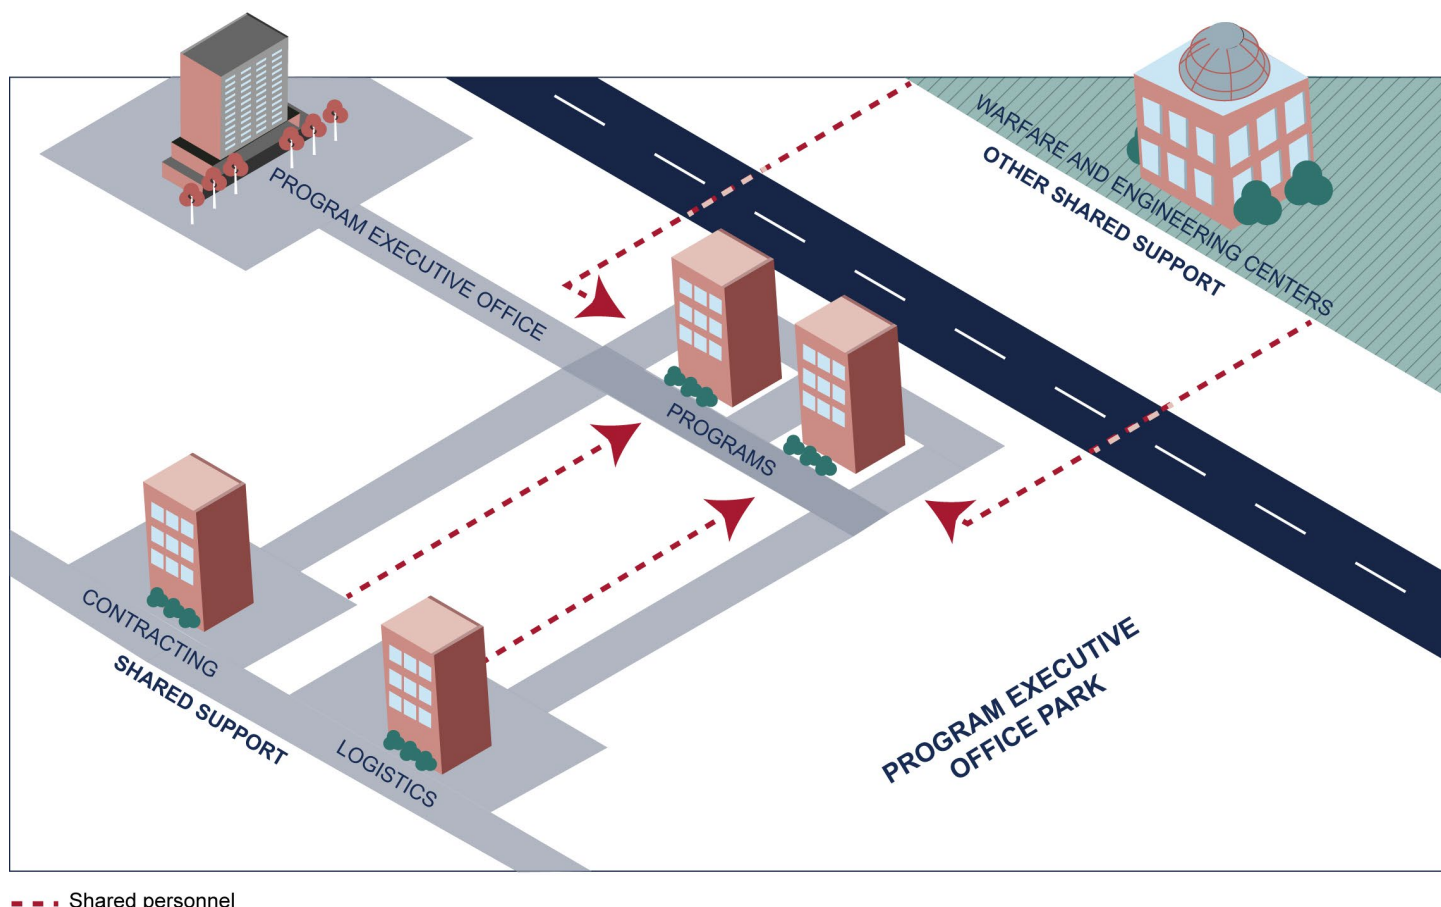 WARFARE AND ENGINEERING CENTERS
OTHER SHARED SUPPORT
PROGRAM EXECUTIVE OFFICE
PROGRAMS
CONTRACTING
SHARED SUPPORT
LOGISTICS
PROGRAM EXECUTIVE
OFFICE PARK
Shared personnel